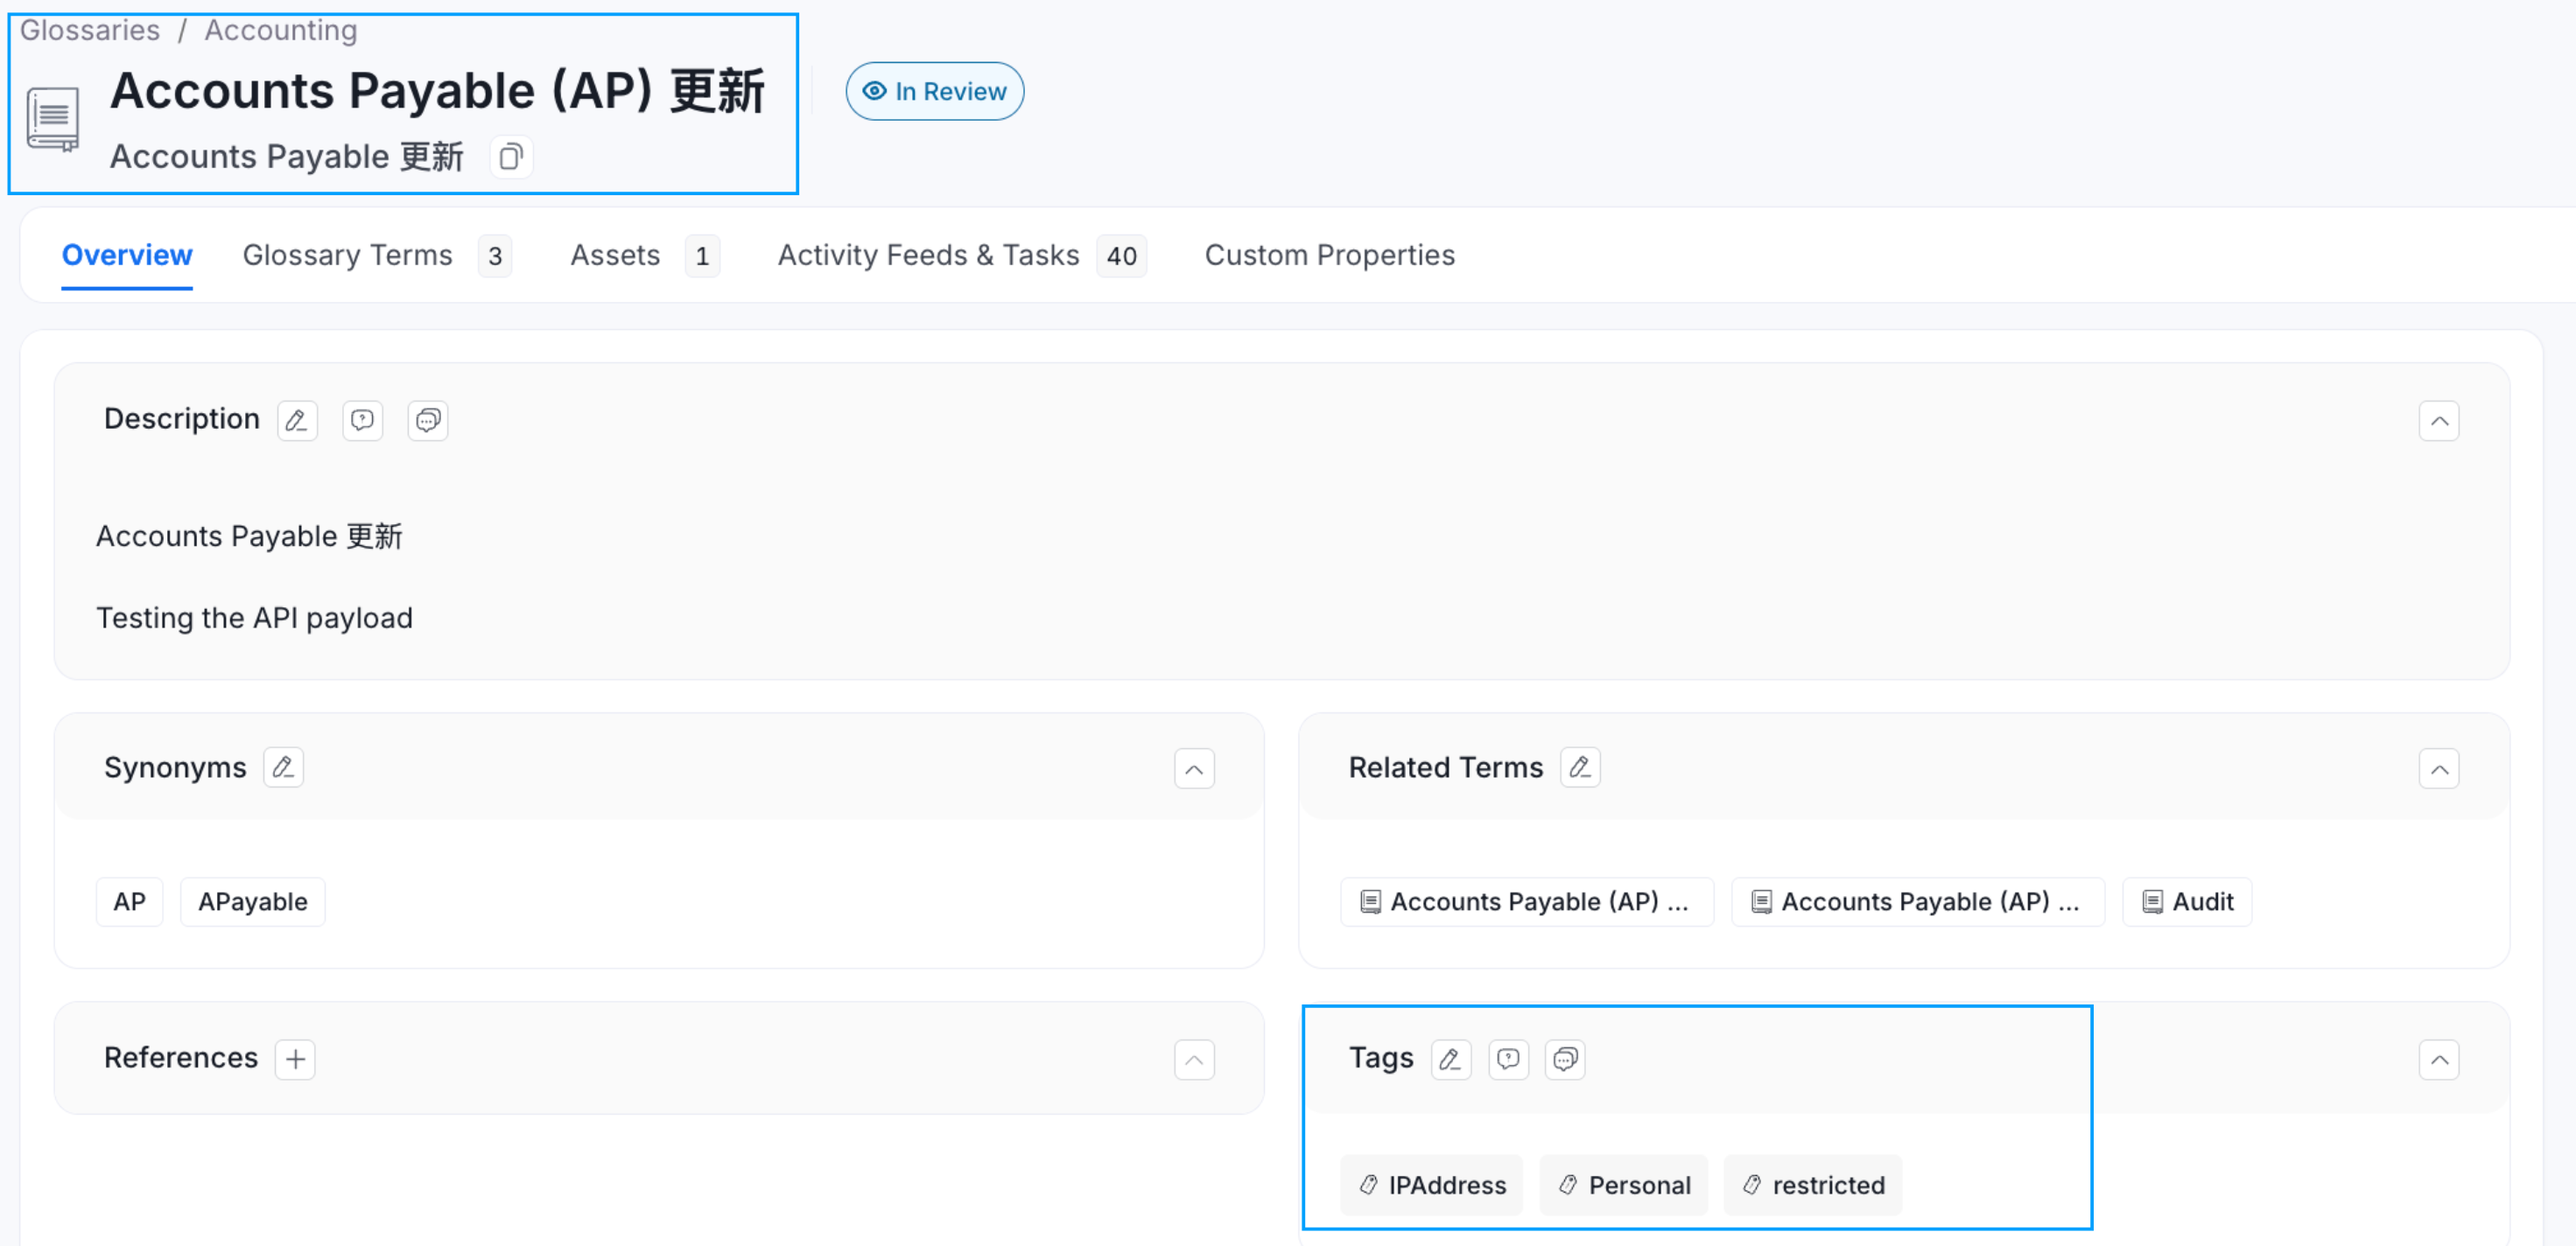 Glossaries / Accounting
Accounts Payable (AP) 更新
In Review
Accounts Payable 更新
Overview Glossary Terms 3 Assets 1 Activity Feeds & Tasks 40 Custom Properties
Description
Accounts Payable 更新
Testing the API payload
Synonyms
AP APayable
Related Terms
Accounts Payable (AP) ... Accounts Payable (AP) ... Audit
References
Tags
IPAddress Personal restricted